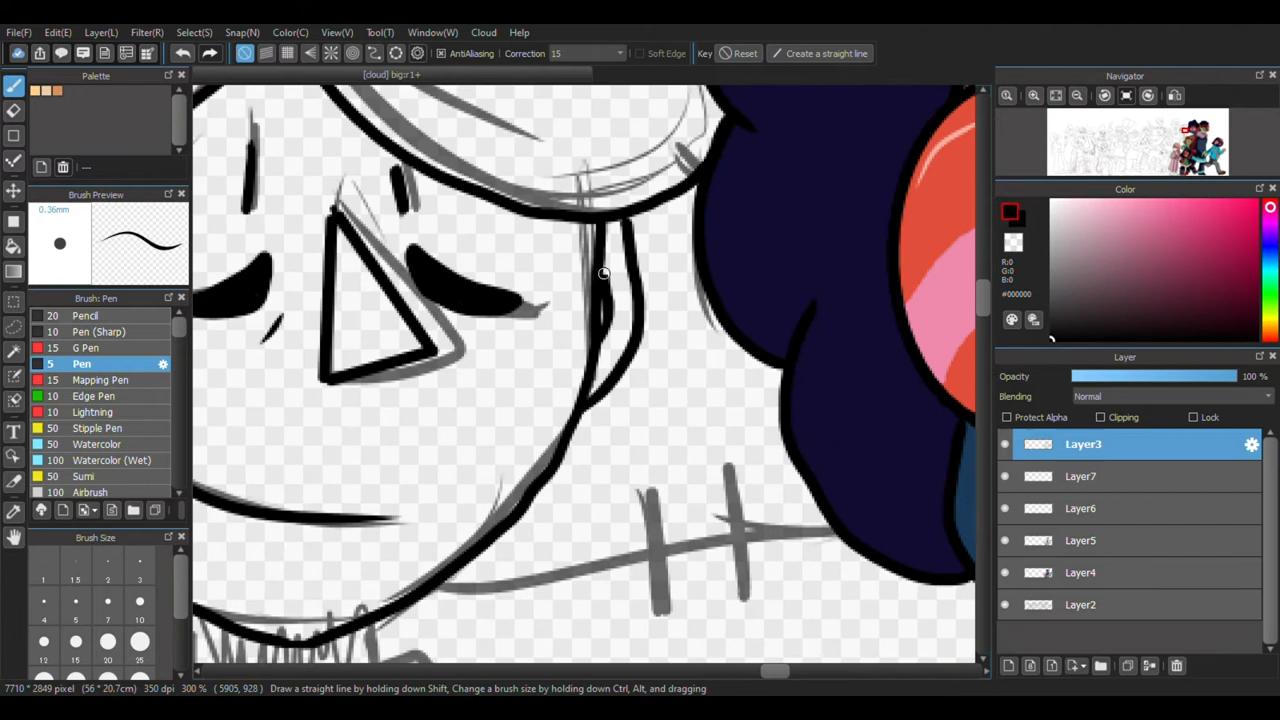 File(F) Edit(E) Layer(L) Filter(R) Select(S) Snap(N) Color(C) View(V) Tool(T) Window(W) Cloud Help
AntiAliasing Correction 15 Soft Edge Key Reset Create a straight line
Palette
[cloud] big:r1+
Navigator
---
Brush Preview
0.36mm
Color
R:0
G:0
B:0
#000000
Brush: Pen
20 Pencil
10 Pen (Sharp)
15 G Pen
5 Pen
15 Mapping Pen
10 Edge Pen
10 Lightning
50 Stipple Pen
50 Watercolor
100 Watercolor (Wet)
50 Sumi
100 Airbrush
Layer
Opacity 100 %
Blending Normal
Protect Alpha Clipping Lock
Layer3
Layer7
Layer6
Layer5
Layer4
Layer2
Brush Size
1 1.5 2 3
4 5 7 10
12 15 20 25
7710 * 2849 pixel (56 * 20.7cm) 350 dpi 300 % ( 5905, 928 ) Draw a straight line by holding down Shift, Change a brush size by holding down Ctrl, Alt, and dragging